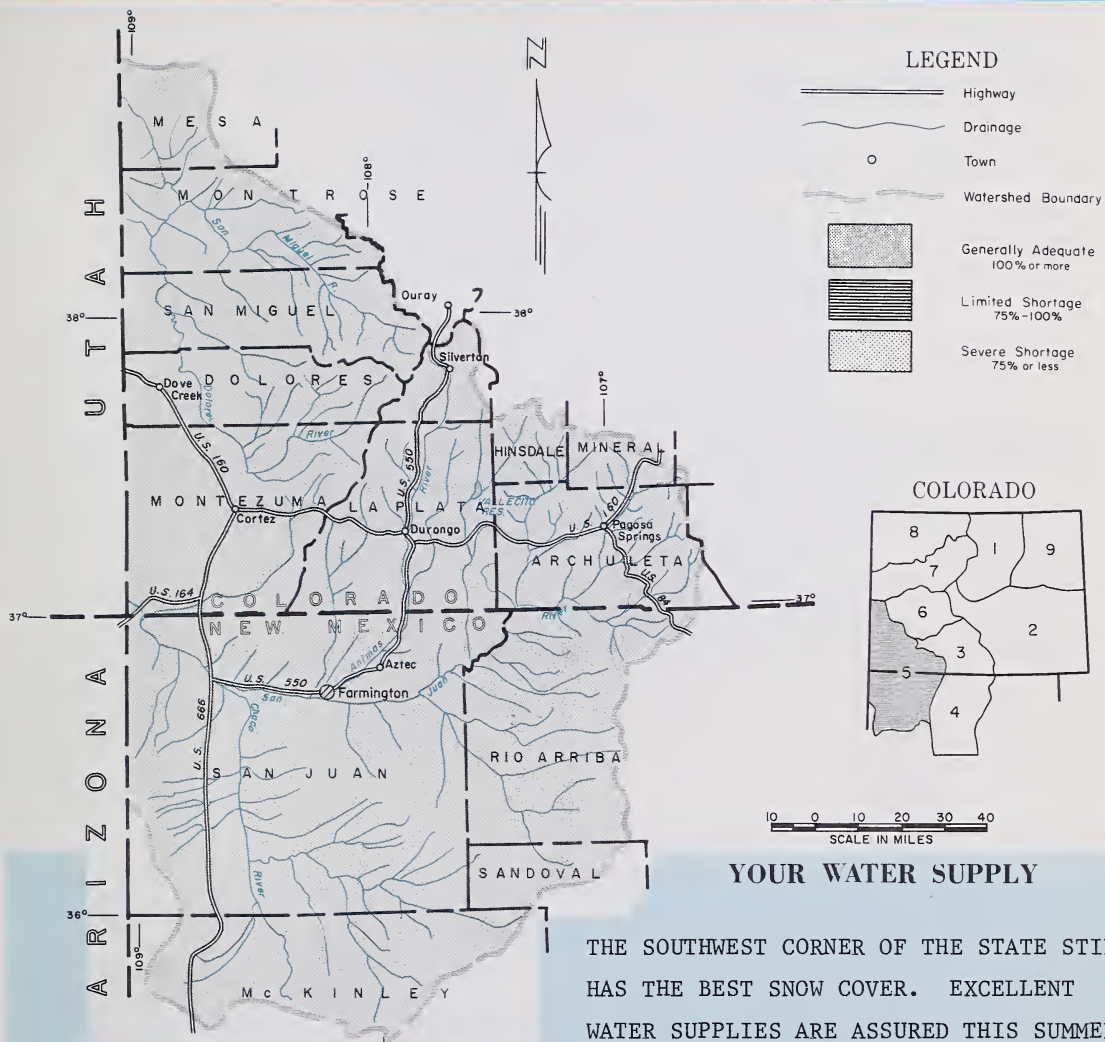 109°
109°
LEGEND
Highway
Drainage
Town
Watershed Boundary
Generally Adequate
100% or more
Limited Shortage
75%-100%
Severe Shortage
75% or less
MESA
108°
MONTROSE
San
Miguel
R.
UTAH
Ouray
38°
38°
SAN MIGUEL
Silverton
DOLORES
Dove
Creek
Dolores
River
107°
U.S. 160
U.S. 550
River
HINSDALE
MINERAL
MONTEZUMA
LA PLATA
VALLECITO
RES.
U.S. 160
Cortez
Durongo
Pagosa
Springs
ARCHULETA
U.S. 84
U.S. 164
COLORADO
37°
37°
NEW MEXICO
River
Animas
Aztec
U.S. 550
San
Juan
Farmington
Chaco
U.S. 666
ARIZONA
SAN JUAN
RIO ARRIBA
SANDOVAL
River
36°
109°
McKINLEY
COLORADO
8
1
9
7
6
2
3
5
4
10 0 10 20 30 40
SCALE IN MILES
YOUR WATER SUPPLY
THE SOUTHWEST CORNER OF THE STATE
HAS THE BEST SNOW COVER. EXCELLENT
WATER SUPPLIES ARE ASSURED THIS SUMMER